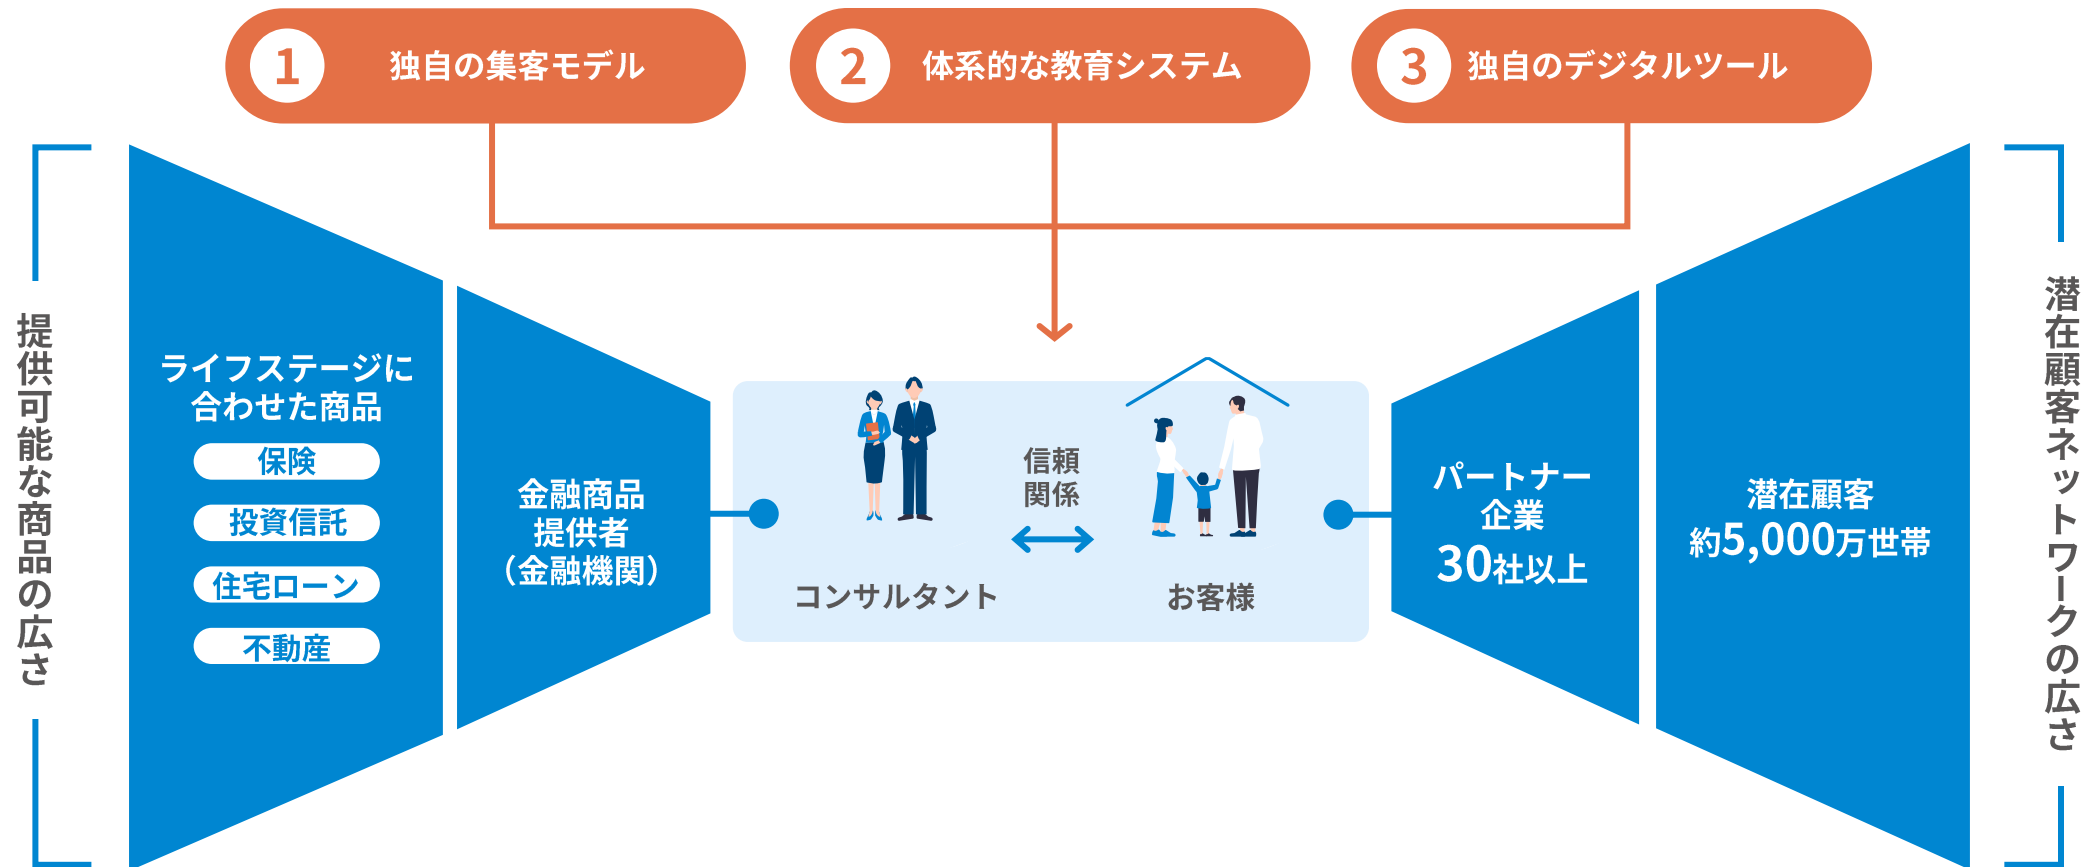 1 独自の集客モデル
2 体系的な教育システム
3 独自のデジタルツール
提供可能な商品の広さ
ライフステージに
合わせた商品
保険
投資信託
住宅ローン
不動産
金融商品
提供者
（金融機関）
信頼
関係
コンサルタント
お客様
パートナー
企業
30社以上
潜在顧客
約5,000万世帯
潜在顧客ネットワークの広さ